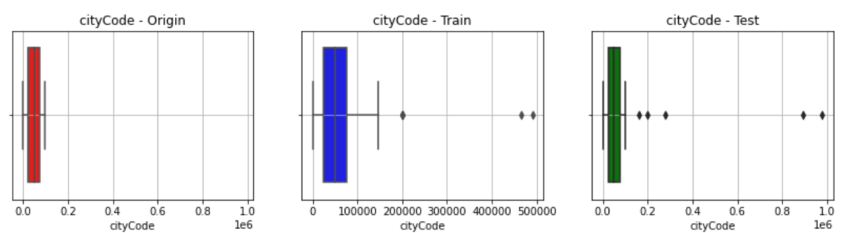 cityCode - Origin
0.0 0.2 0.4 0.6 0.8 1.0
1e6
cityCode
cityCode - Train
0 100000 200000 300000 400000 500000
cityCode
cityCode - Test
0.0 0.2 0.4 0.6 0.8 1.0
1e6
cityCode